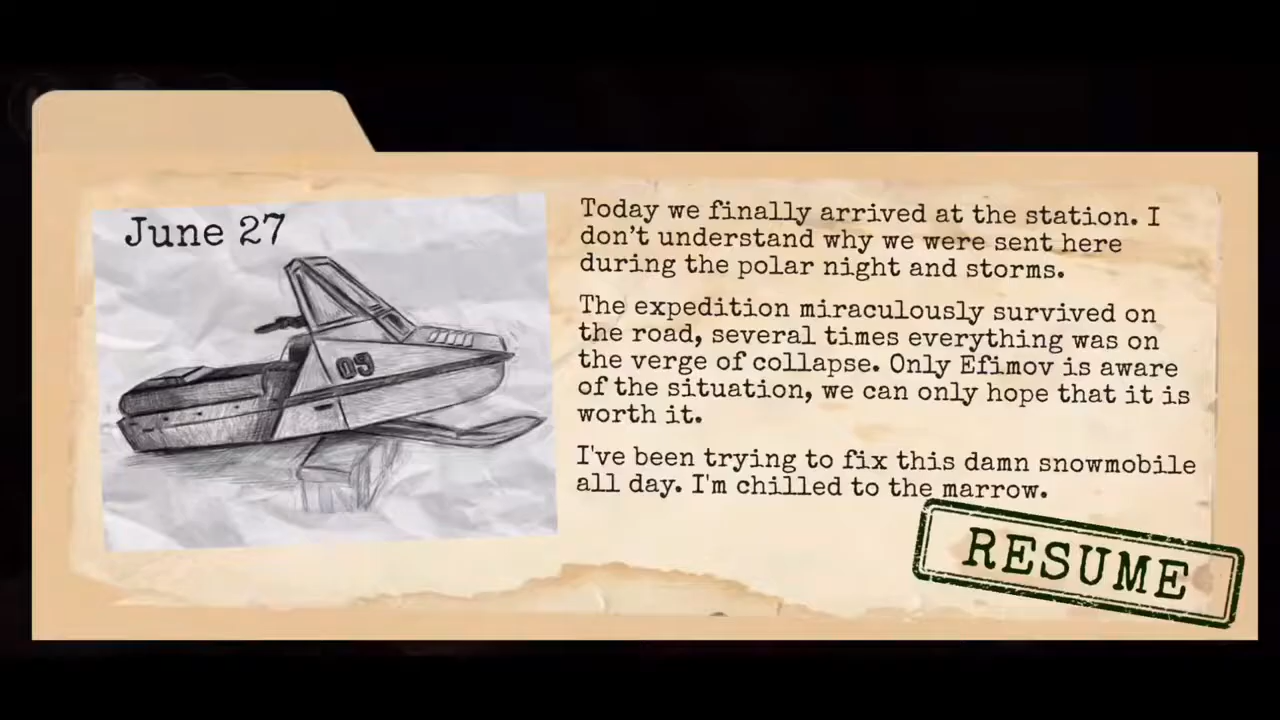 June 27
09
Today we finally arrived at the station. I
don't understand why we were sent here
during the polar night and storms.
The expedition miraculously survived on
the road, several times everything was on
the verge of collapse. Only Efimov is aware
of the situation, we can only hope that it is
worth it.
I've been trying to fix this damn snowmobile
all day. I'm chilled to the marrow.
RESUME